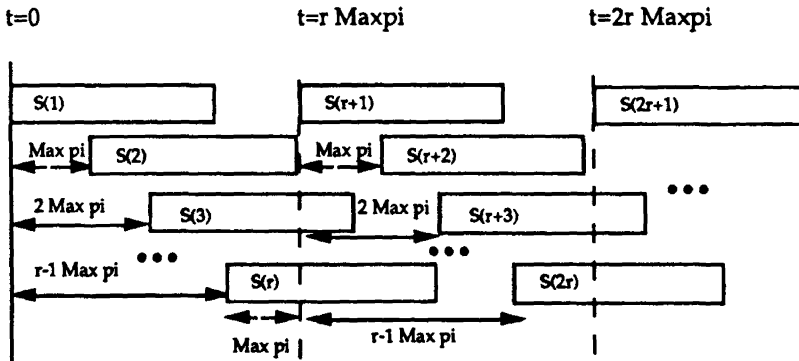 t=0 t=r Maxpi t=2r Maxpi
S(1) S(r+1) S(2r+1)
Max pi S(2) Max pi S(r+2)
2 Max pi S(3) 2 Max pi S(r+3)
r-1 Max pi S(r) S(2r)
Max pi r-1 Max pi